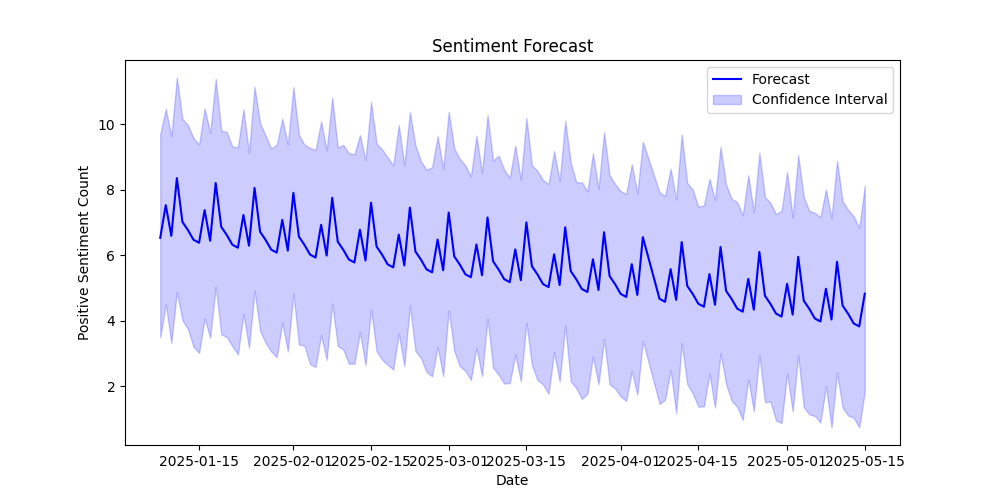 Sentiment Forecast
Forecast
Confidence Interval
Positive Sentiment Count
10
8
6
4
2
2025-01-15
2025-02-01
2025-02-15
2025-03-01
2025-03-15
2025-04-01
2025-04-15
2025-05-01
2025-05-15
Date